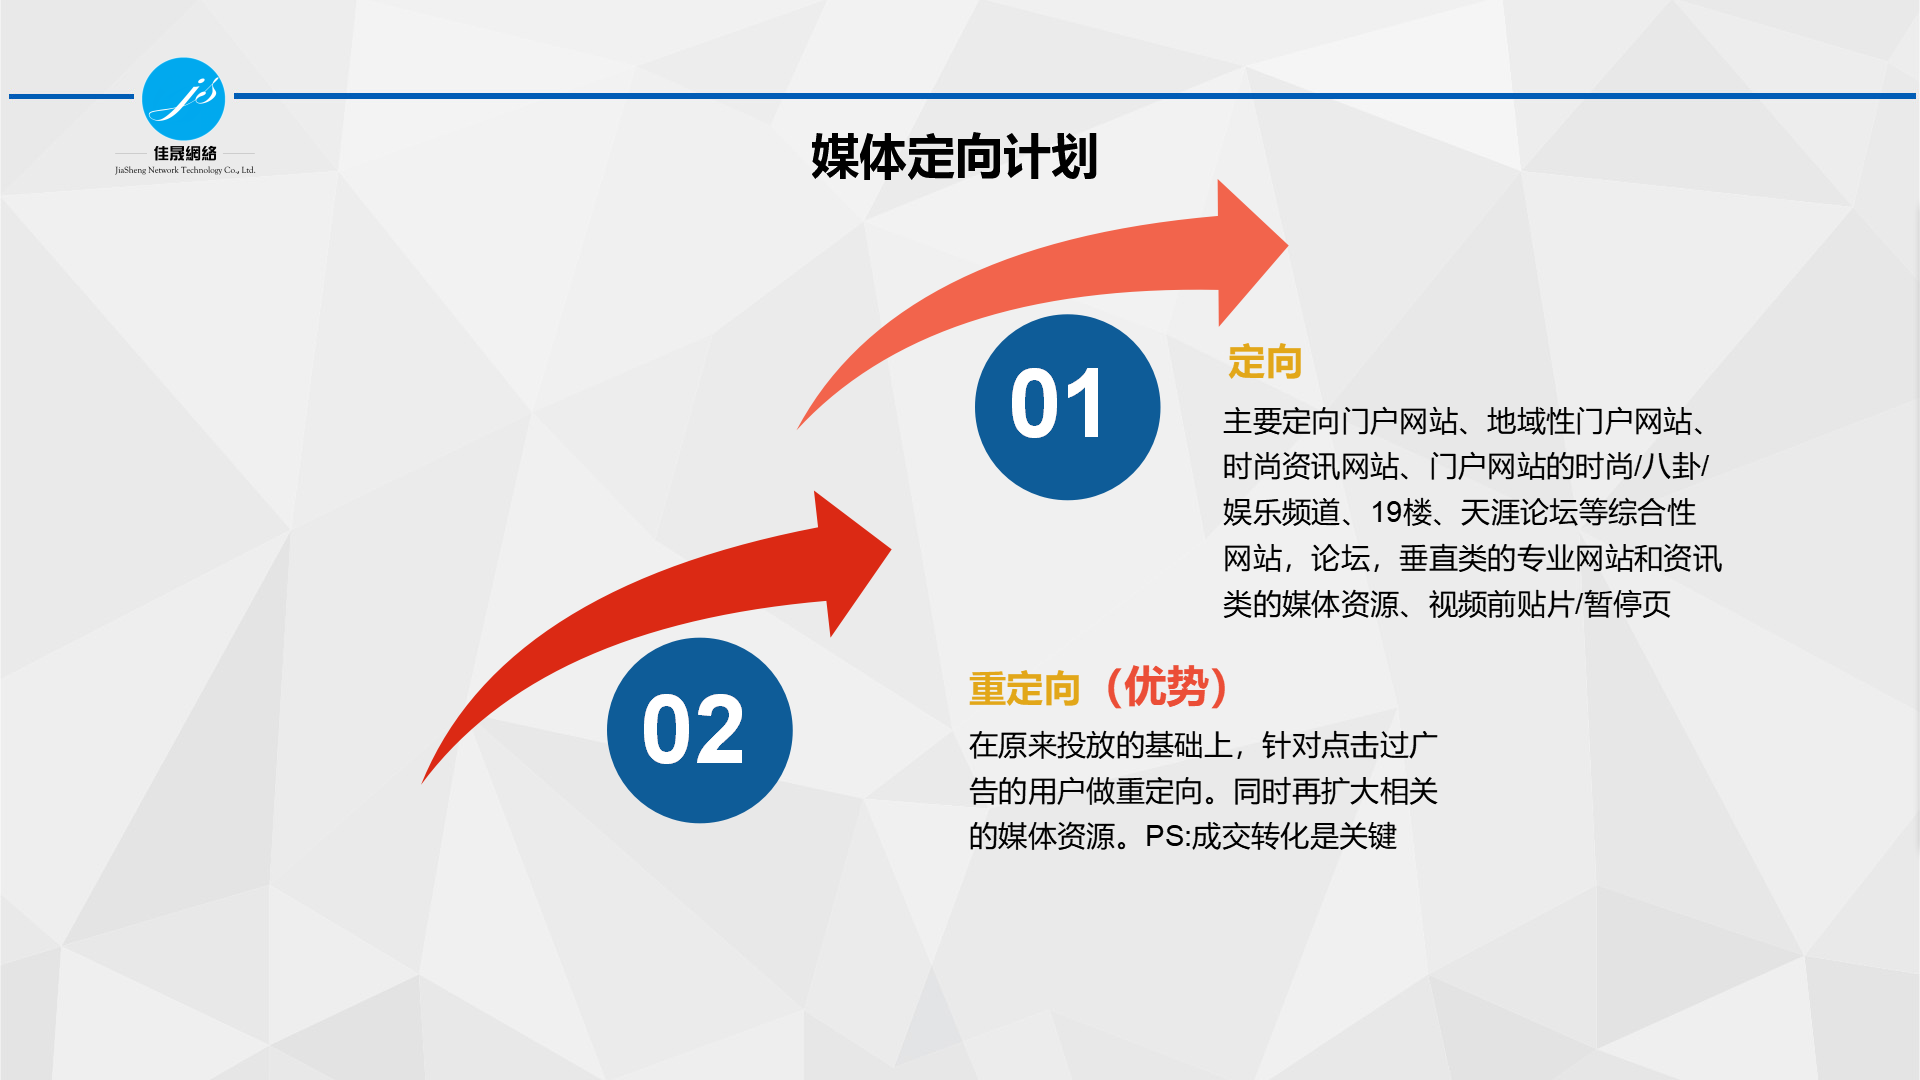 jis
佳晟網絡
JiaSheng Network Technology Co., Ltd.
媒体定向计划
01
定向
主要定向门户网站、地域性门户网站、
时尚资讯网站、门户网站的时尚/八卦/
娱乐频道、19楼、天涯论坛等综合性
网站，论坛，垂直类的专业网站和资讯
类的媒体资源、视频前贴片/暂停页
02
重定向（优势）
在原来投放的基础上，针对点击过广
告的用户做重定向。同时再扩大相关
的媒体资源。PS:成交转化是关键